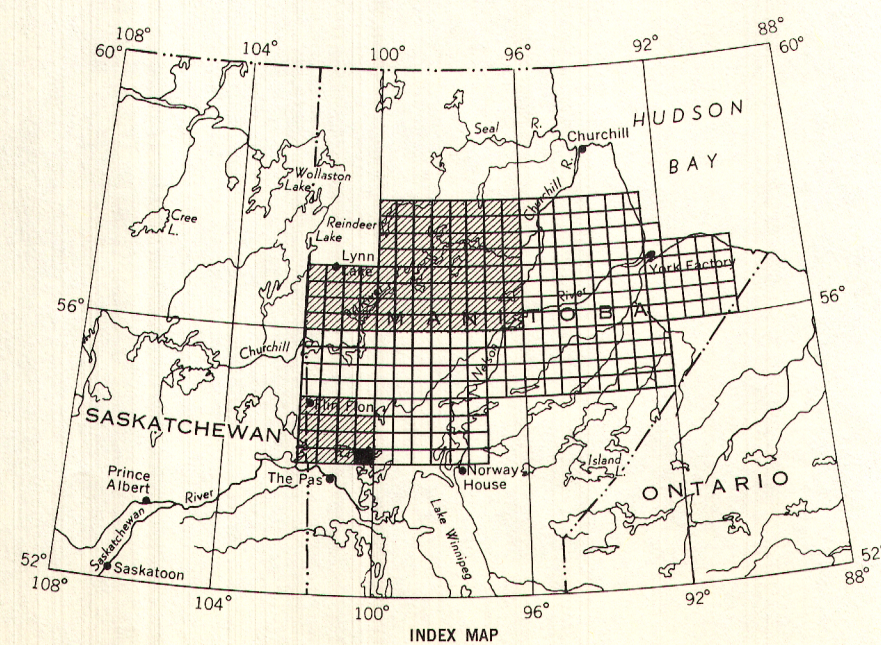 108°
104°
100°
96°
92°
88°
60°
60°
HUDSON
BAY
Seal R.
Churchill
Churchill R.
Wollaston
Lake
Cree
L.
Reindeer
Lake
Lynn
Lake
York Factory
River
MANITOBA
56°
56°
Churchill
Nelson
Flin Flon
SASKATCHEWAN
Island
Norway
House
ONTARIO
Prince
Albert
River
The Pas
Lake Winnipeg
Saskatchewan
Saskatoon
52°
52°
108°
104°
100°
96°
92°
88°
INDEX MAP